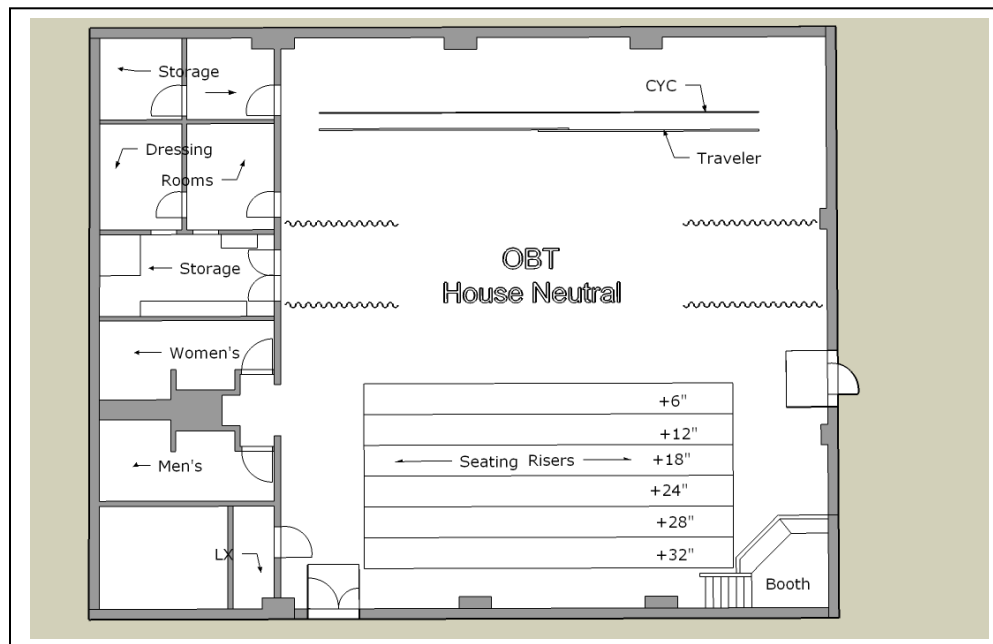 Storage
CYC
Dressing
Rooms
Traveler
OBT
House Neutral
Storage
Women's
+6"
+12"
Seating Risers +18"
Men's
+24"
+28"
LX
+32"
Booth